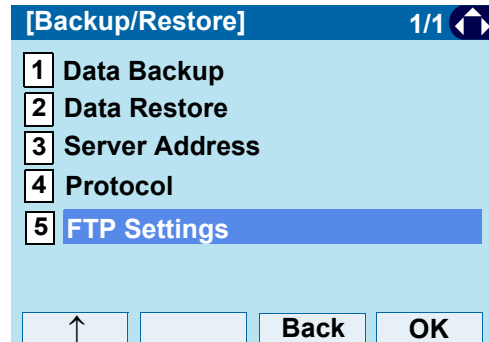 [Backup/Restore] 1/1
1 Data Backup
2 Data Restore
3 Server Address
4 Protocol
5 FTP Settings
↑ Back OK